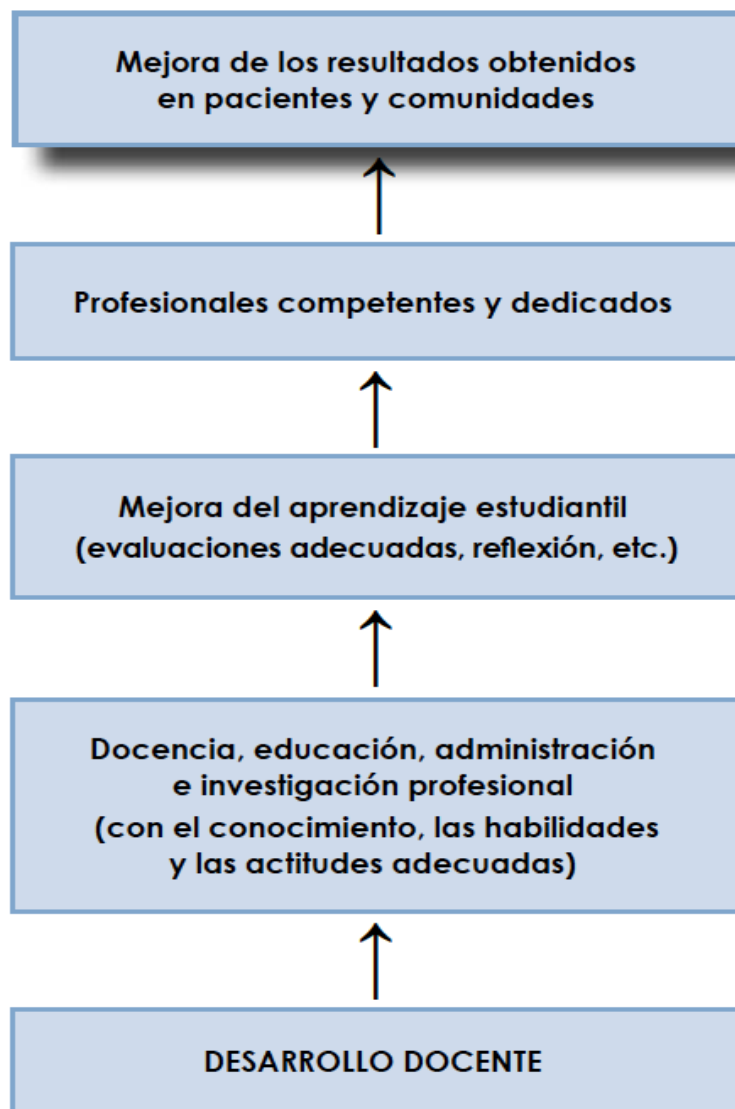 Mejora de los resultados obtenidos
en pacientes y comunidades
Profesionales competentes y dedicados
Mejora del aprendizaje estudiantil
(evaluaciones adecuadas, reflexión, etc.)
Docencia, educación, administración
e investigación profesional
(con el conocimiento, las habilidades
y las actitudes adecuadas)
DESARROLLO DOCENTE